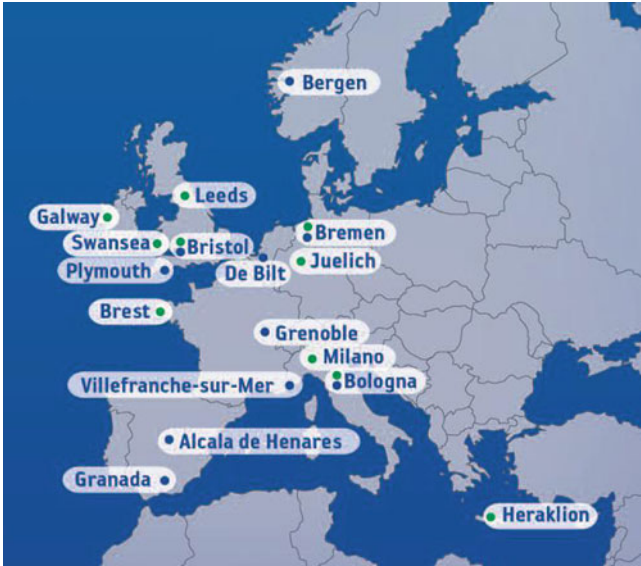 Bergen
Leeds
Galway
Swansea
Bristol
Bremen
Plymouth
De Bilt
Juelich
Brest
Grenoble
Milano
Villefranche-sur-Mer
Bologna
Alcala de Henares
Granada
Heraklion